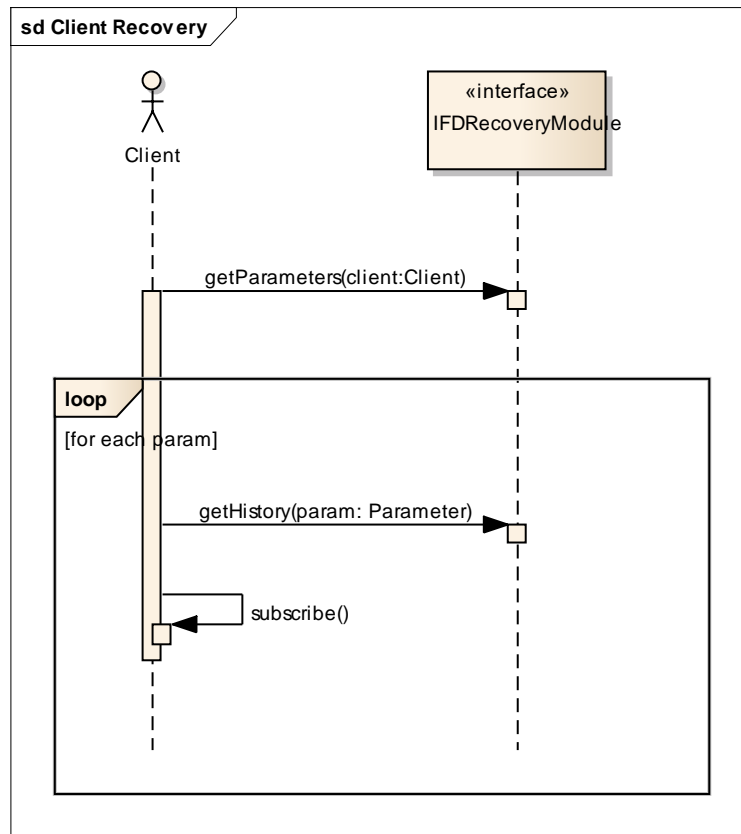 sd Client Recovery
«interface»
IFDRecoveryModule
Client
getParameters(client:Client)
loop
[for each param]
getHistory(param: Parameter)
subscribe()